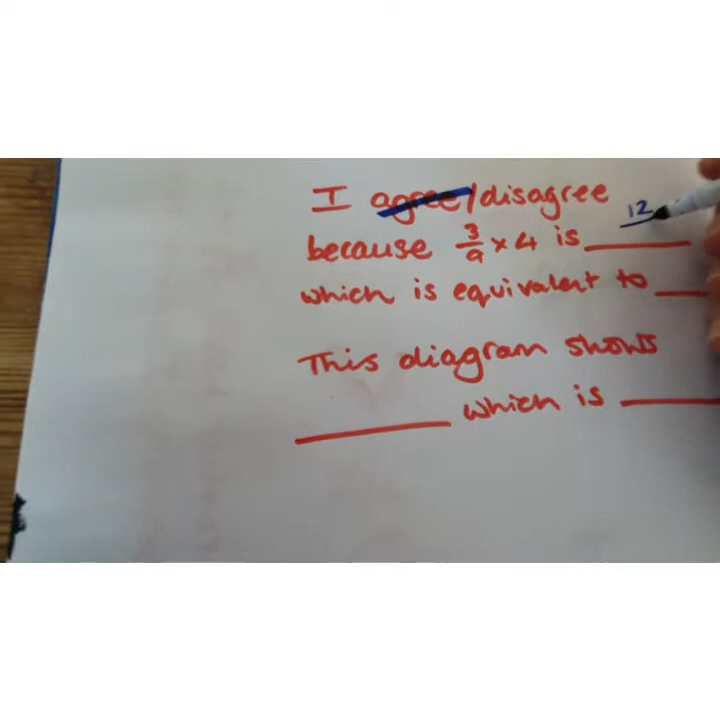 I agree/disagree
because 3/9 × 4 is 12
which is equivalent to
This diagram shows
which is